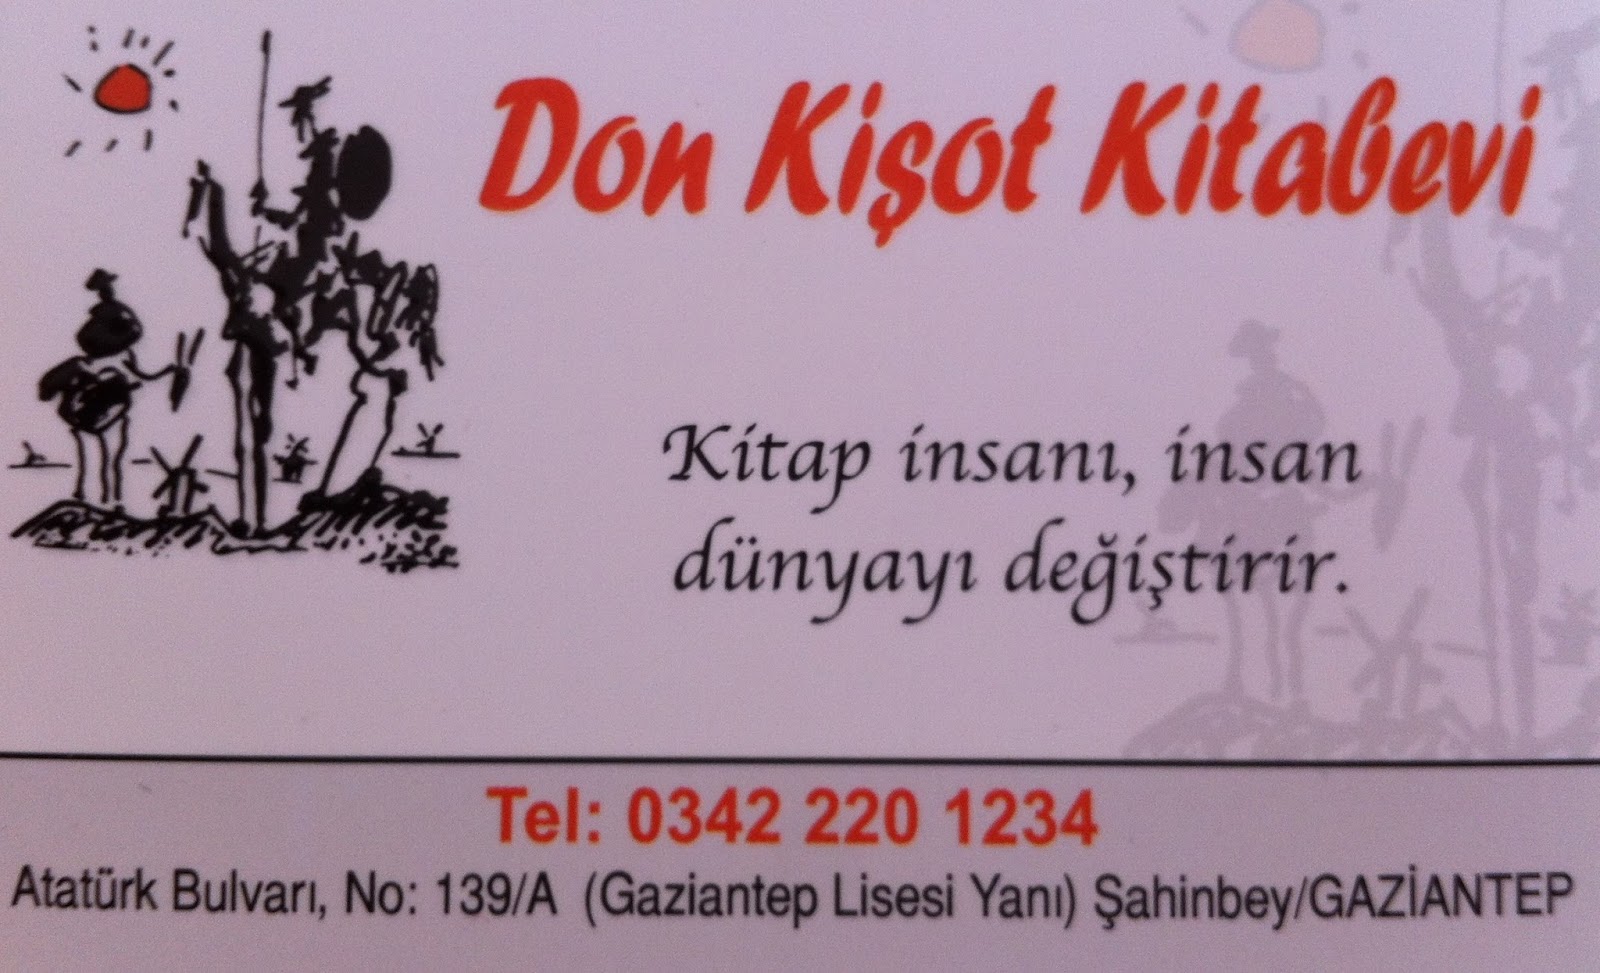 Don Kişot Kitabevi
Kitap insanı, insan
dünyayı değiştirir.
Tel: 0342 220 1234
Atatürk Bulvarı, No: 139/A (Gaziantep Lisesi Yanı) Şahinbey/GAZİANTEP